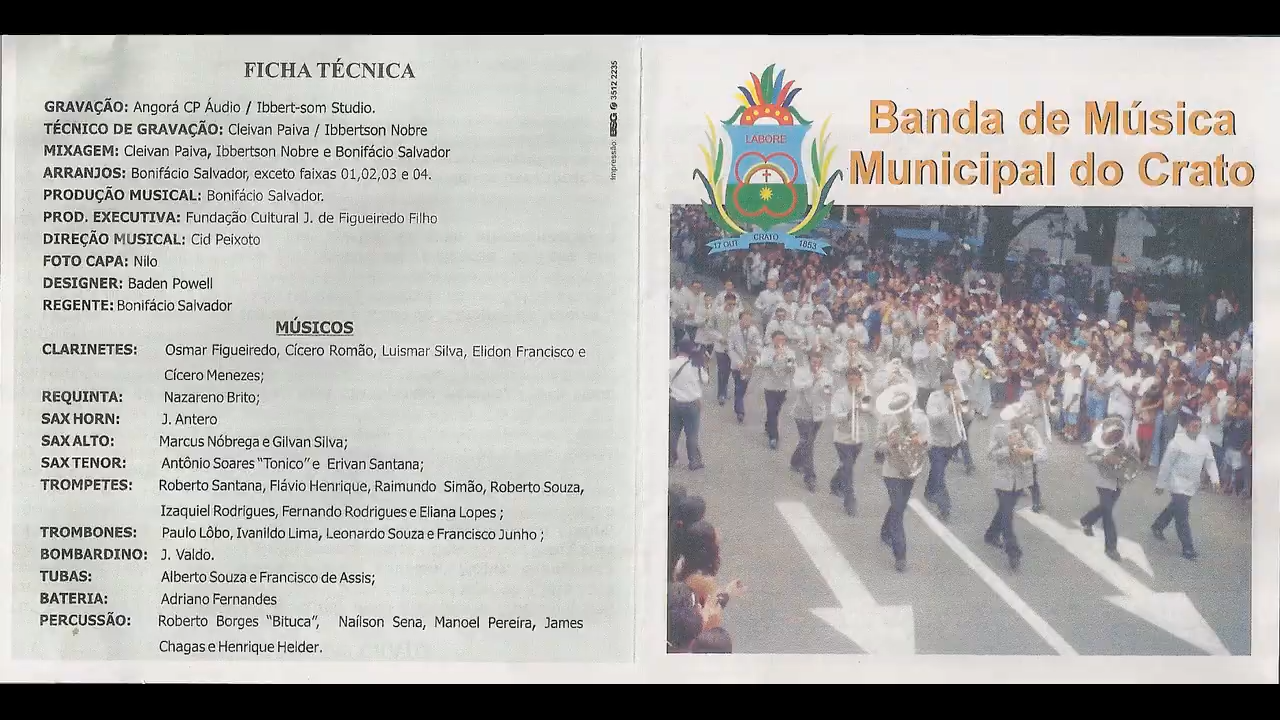 FICHA TÉCNICA
GRAVAÇÃO: Angorá CP Áudio / Ibbert-som Studio.
TÉCNICO DE GRAVAÇÃO: Cleivan Paiva / Ibbertson Nobre
MIXAGEM: Cleivan Paiva, Ibbertson Nobre e Bonifácio Salvador
ARRANJOS: Bonifácio Salvador, exceto faixas 01,02,03 e 04.
PRODUÇÃO MUSICAL: Bonifácio Salvador.
PROD. EXECUTIVA: Fundação Cultural J. de Figueiredo Filho
DIREÇÃO MUSICAL: Cid Peixoto
FOTO CAPA: Nilo
DESIGNER: Baden Powell
REGENTE: Bonifácio Salvador
MÚSICOS
CLARINETES: Osmar Figueiredo, Cícero Romão, Luismar Silva, Elidon Francisco e
Cícero Menezes;
REQUINTA: Nazareno Brito;
SAX HORN: J. Antero
SAX ALTO: Marcus Nóbrega e Gilvan Silva;
SAX TENOR: Antônio Soares "Tonico" e Erivan Santana;
TROMPETES: Roberto Santana, Flávio Henrique, Raimundo Simão, Roberto Souza,
Izaquiel Rodrigues, Fernando Rodrigues e Eliana Lopes ;
TROMBONES: Paulo Lôbo, Ivanildo Lima, Leonardo Souza e Francisco Junho ;
BOMBARDINO: J. Valdo.
TUBAS: Alberto Souza e Francisco de Assis;
BATERIA: Adriano Fernandes
PERCUSSÃO: Roberto Borges "Bituca", Naílson Sena, Manoel Pereira, James
Chagas e Henrique Helder.
Impressão: BSG 3512 2235
Banda de Música
Municipal do Crato
LABORE
17 OUT CRATO 1853